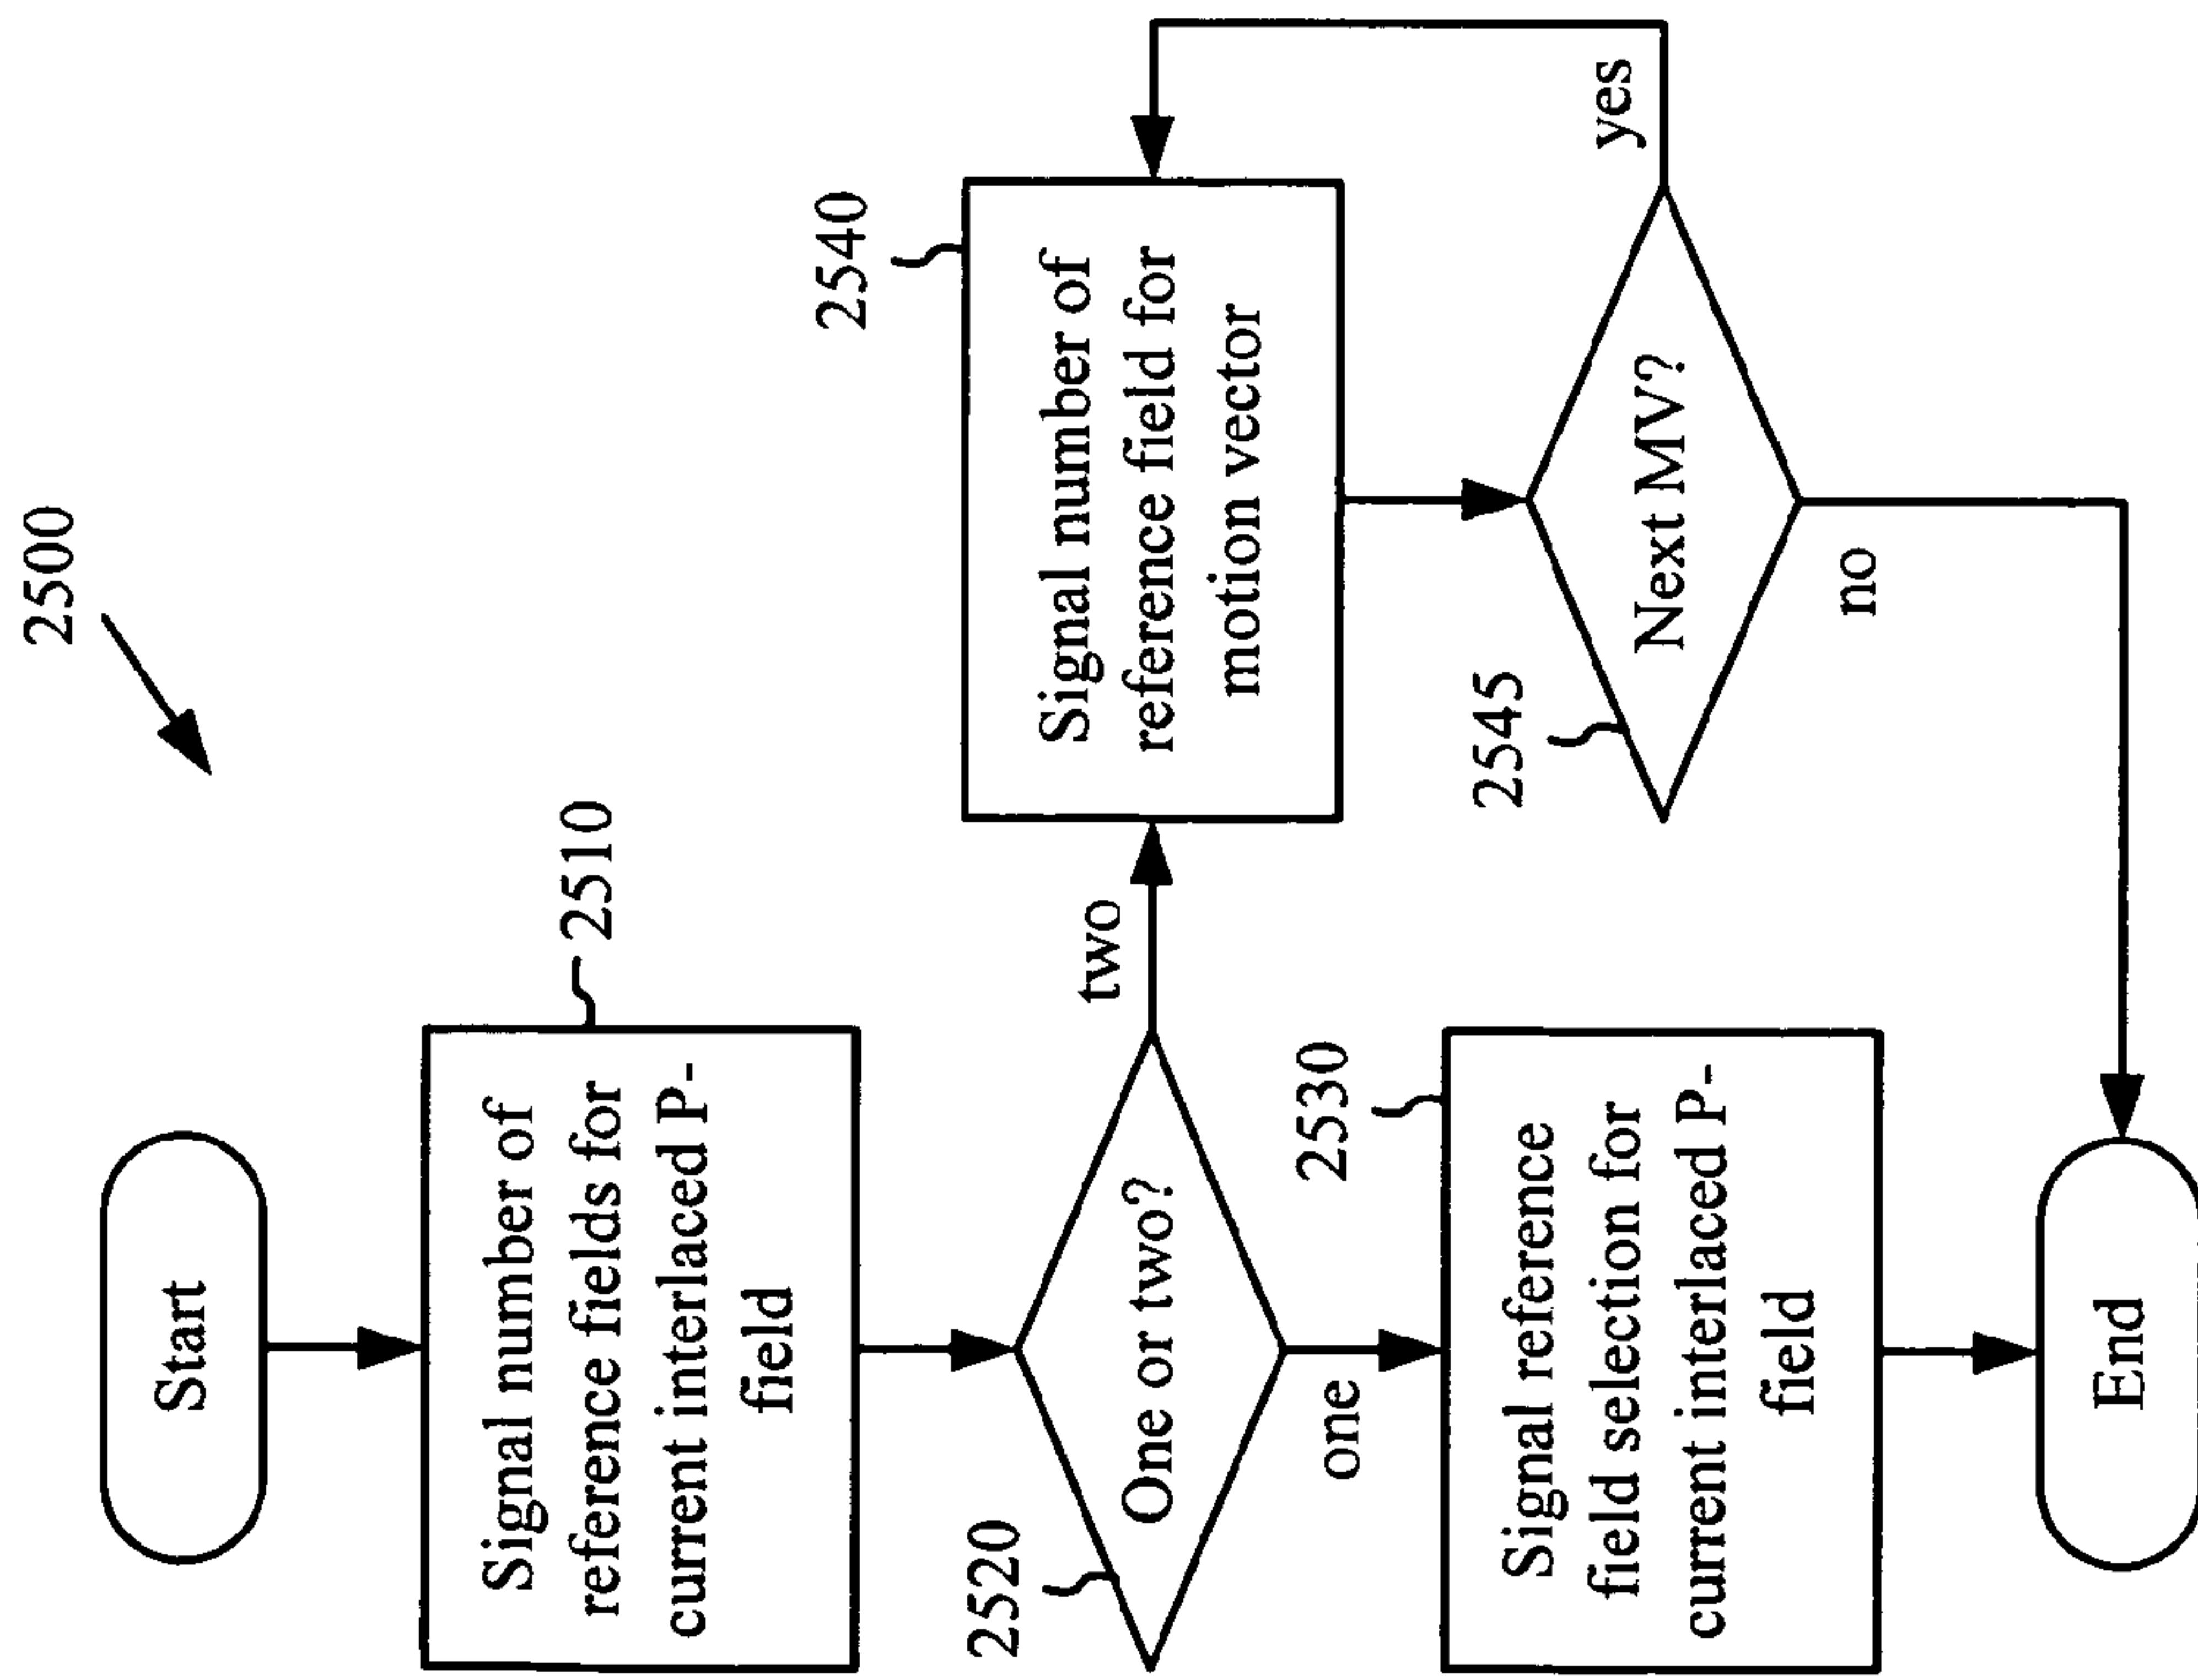 2500
Start
2510
Signal number of
reference fields for
current interlaced P-
field
2520
One or two?
two
one
2530
Signal reference
field selection for
current interlaced P-
field
2540
Signal number of
reference field for
motion vector
2545
Next MV?
yes
no
End